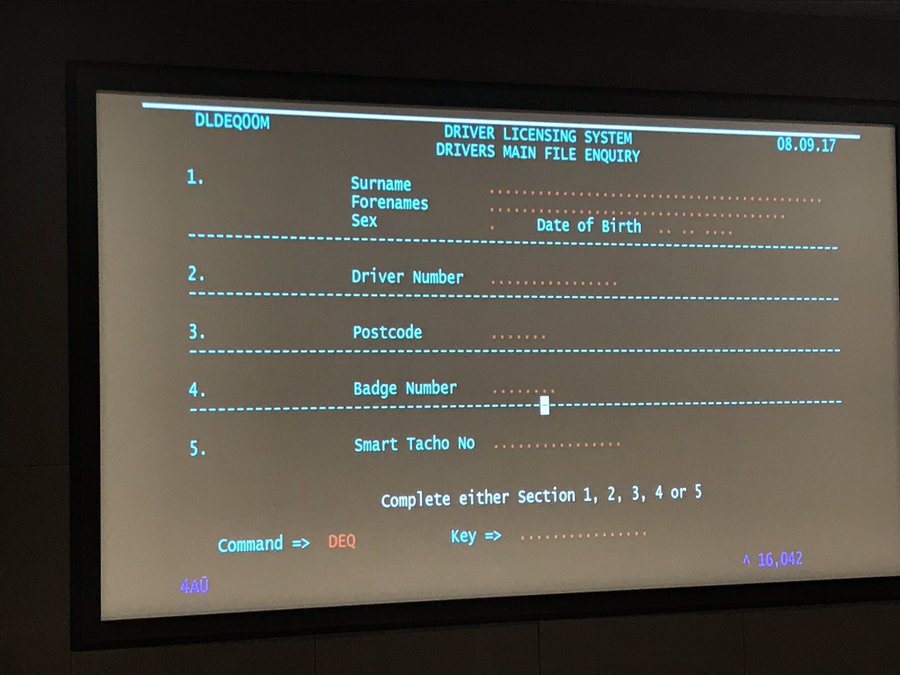 DLDEQ00M
DRIVER LICENSING SYSTEM 08.09.17
DRIVERS MAIN FILE ENQUIRY
1.
Surname
Forenames
Sex . Date of Birth .. .. ....
2. Driver Number
3. Postcode
4. Badge Number
5. Smart Tacho No
Complete either Section 1, 2, 3, 4 or 5
Command => DEQ Key =>
^ 16,042
4AÛ